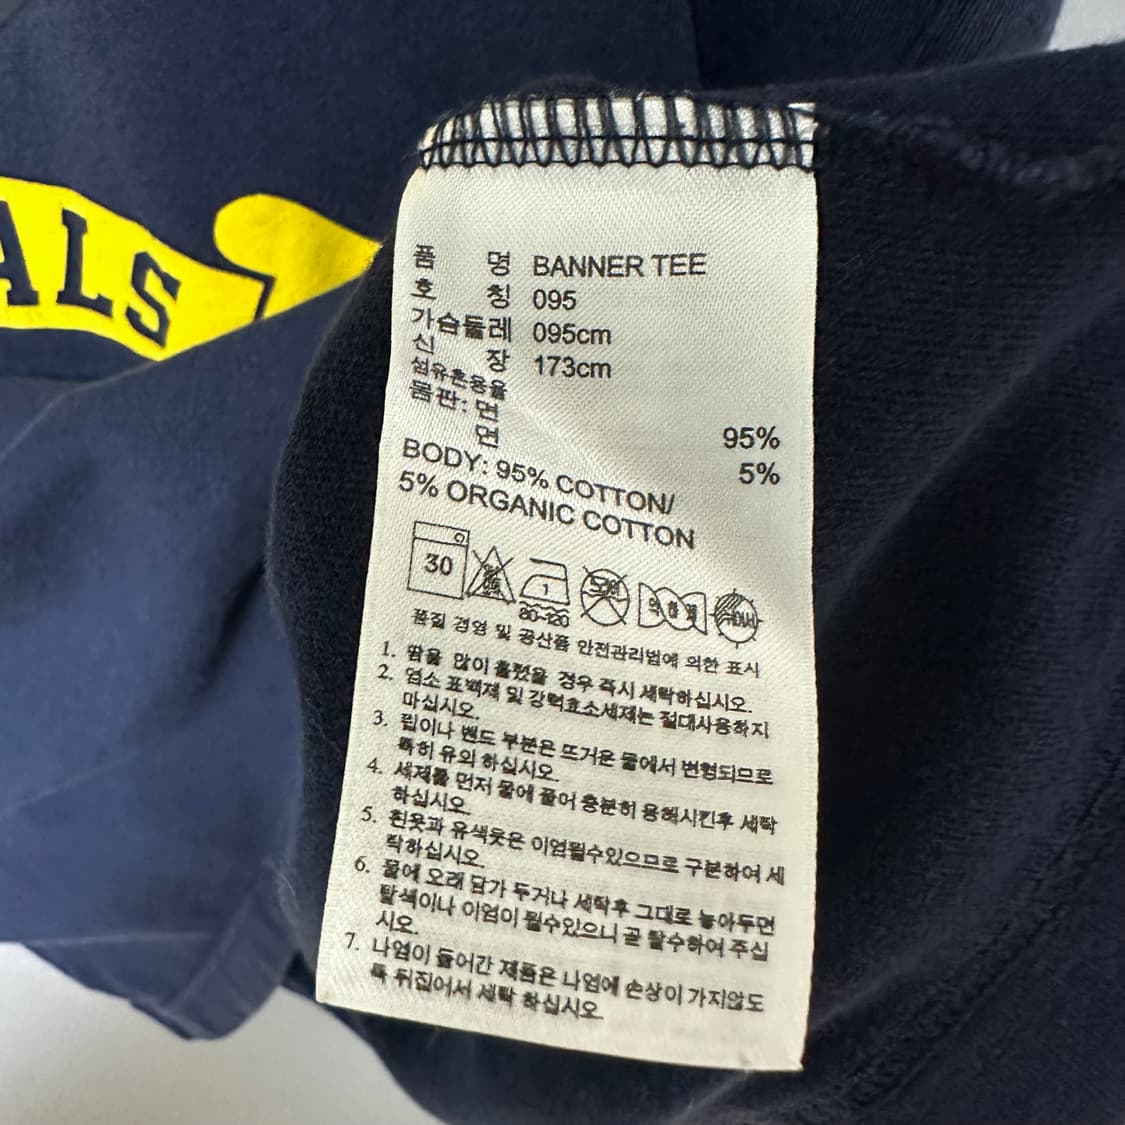 ALS
품 명 BANNER TEE
호 칭 095
가슴둘레 095cm
신 장 173cm
섬유혼용율
몸판: 면 95%
면 5%
BODY: 95% COTTON/
5% ORGANIC COTTON
30
1
80~120
품질 경영 및 공산품 안전관리법에 의한 표시
1. 땀을 많이 흘렸을 경우 즉시 세탁하십시오.
2. 염소 표백제 및 강력효소세제는 절대사용하지
마십시오.
3. 립이나 밴드 부분은 뜨거운 물에서 변형되므로
특히 유의 하십시오.
4. 세제를 먼저 물에 풀어 충분히 용해시킨후 세탁
하십시오.
5. 흰옷과 유색옷은 이염될수있으므로 구분하여 세
탁하십시오.
6. 물에 오래 담가 두거나 세탁후 그대로 놓아두면
탈색이나 이염이 될수있으니 곧 탈수하여 주십
시오.
7. 나염이 들어간 제품은 나염에 손상이 가지않도
록 뒤집어서 세탁 하십시오.